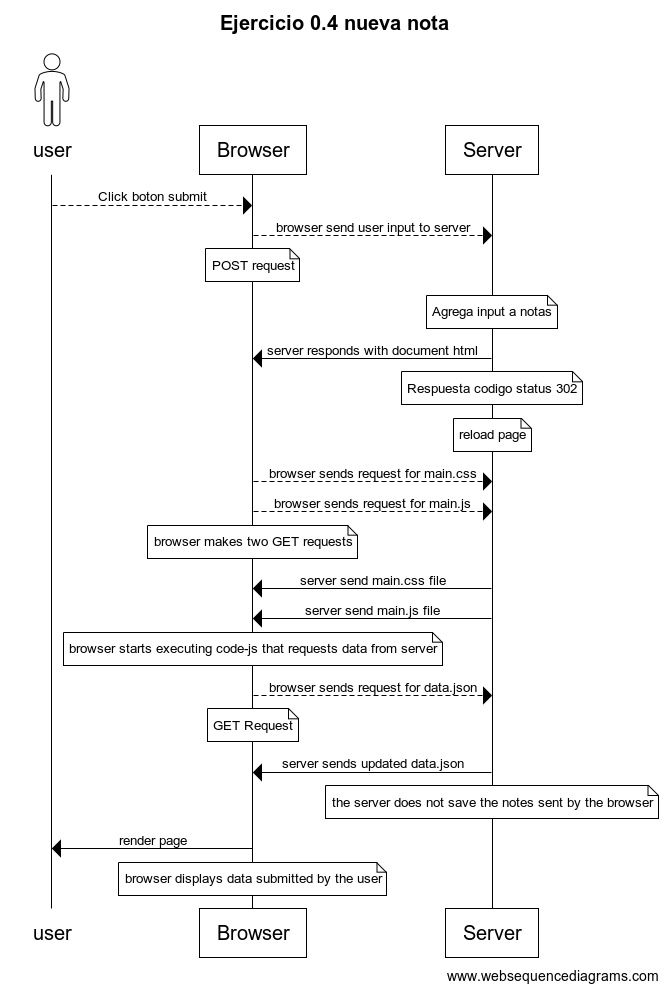 Ejercicio 0.4 nueva nota
user
Browser
Server
Click boton submit
browser send user input to server
POST request
Agrega input a notas
server responds with document html
Respuesta codigo status 302
reload page
browser sends request for main.css
browser sends request for main.js
browser makes two GET requests
server send main.css file
server send main.js file
browser starts executing code-js that requests data from server
browser sends request for data.json
GET Request
server sends updated data.json
the server does not save the notes sent by the browser
render page
browser displays data submitted by the user
user
Browser
Server
www.websequencediagrams.com